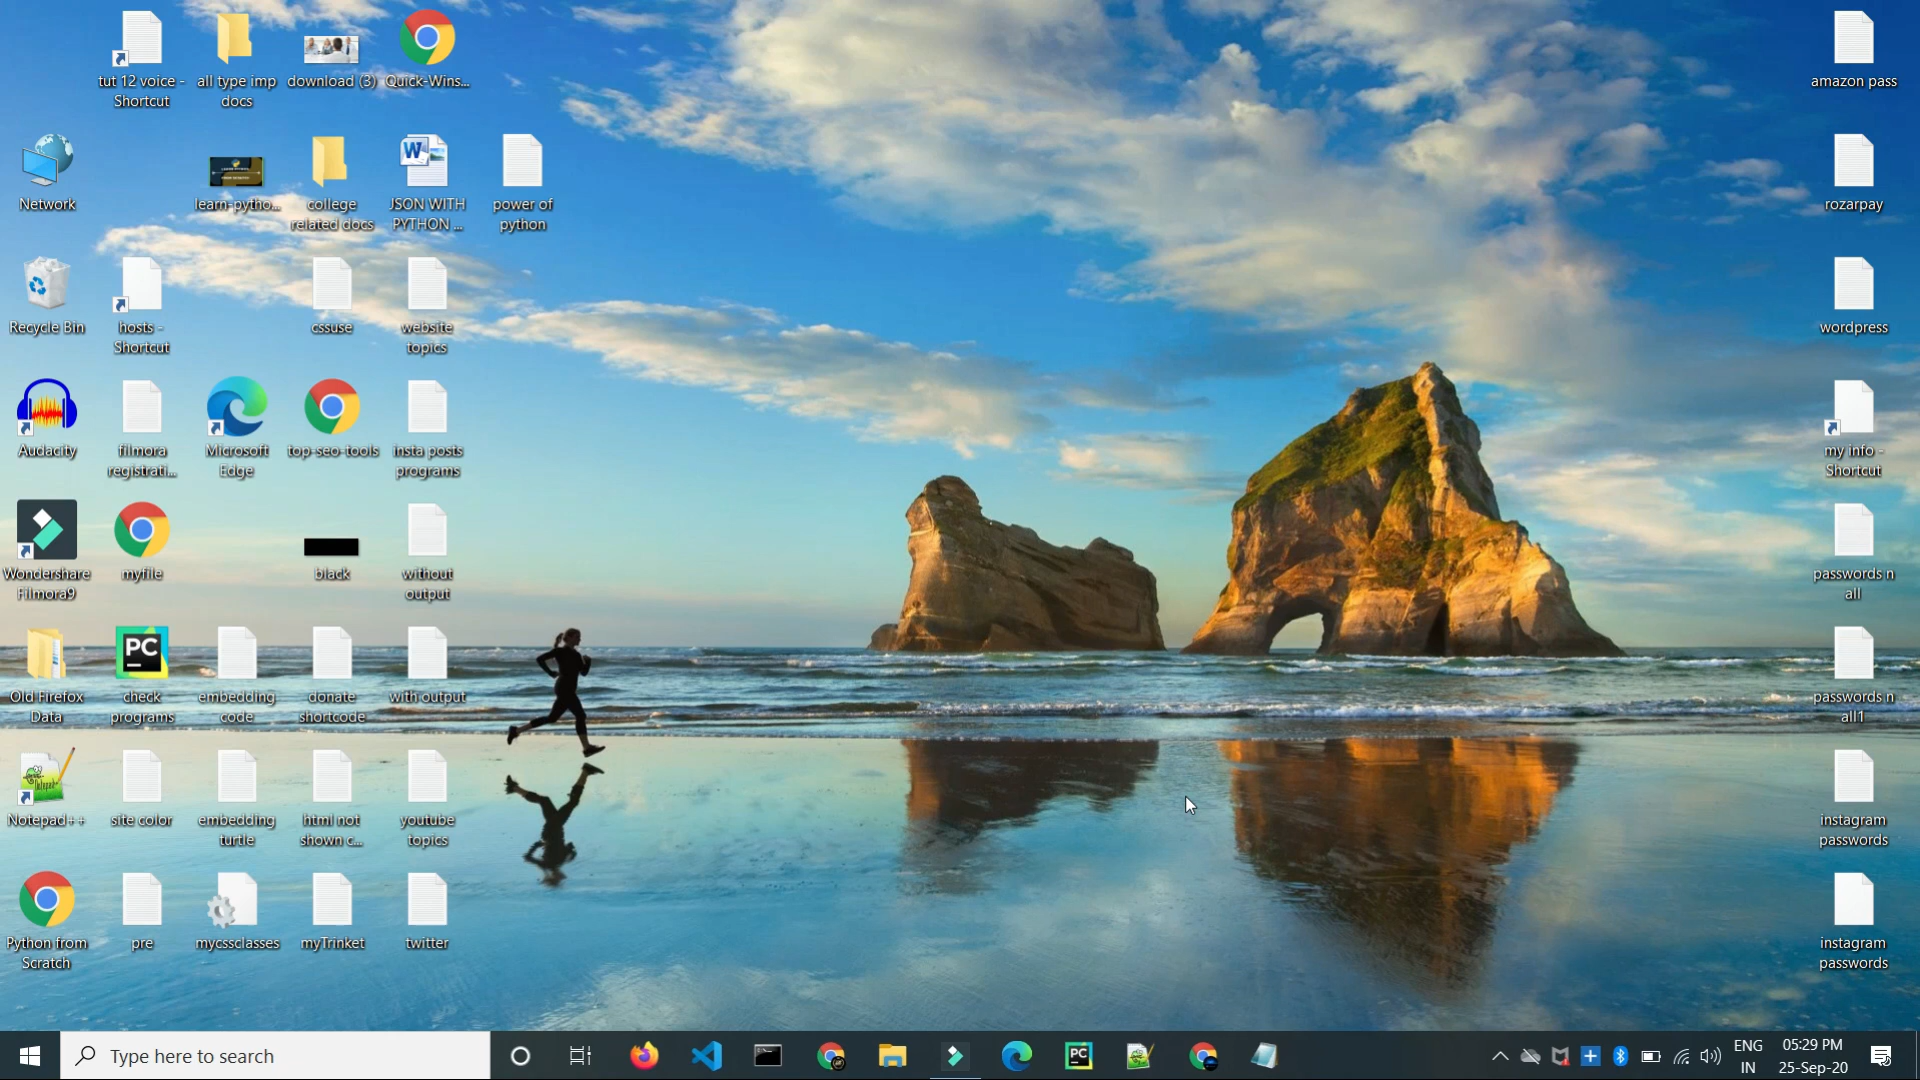 tut 12 voice -
Shortcut
all type imp
docs
download (3)
Quick-Wins...
amazon pass
Network
learn-pytho...
college
related docs
JSON WITH
PYTHON ...
power of
python
rozarpay
Recycle Bin
hosts -
Shortcut
cssuse
website
topics
wordpress
Audacity
filmora
registrati...
Microsoft
Edge
top-seo-tools
insta posts
programs
my info -
Shortcut
Wondershare
Filmora9
myfile
black
without
output
passwords n
all
Old Firefox
Data
PC
check
programs
embedding
code
donate
shortcode
with output
passwords n
all1
Notepad++
site color
embedding
turtle
html not
shown c...
youtube
topics
instagram
passwords
Python from
Scratch
pre
mycssclasses
myTrinket
twitter
instagram
passwords
Type here to search
PC
ENG
IN
05:29 PM
25-Sep-20